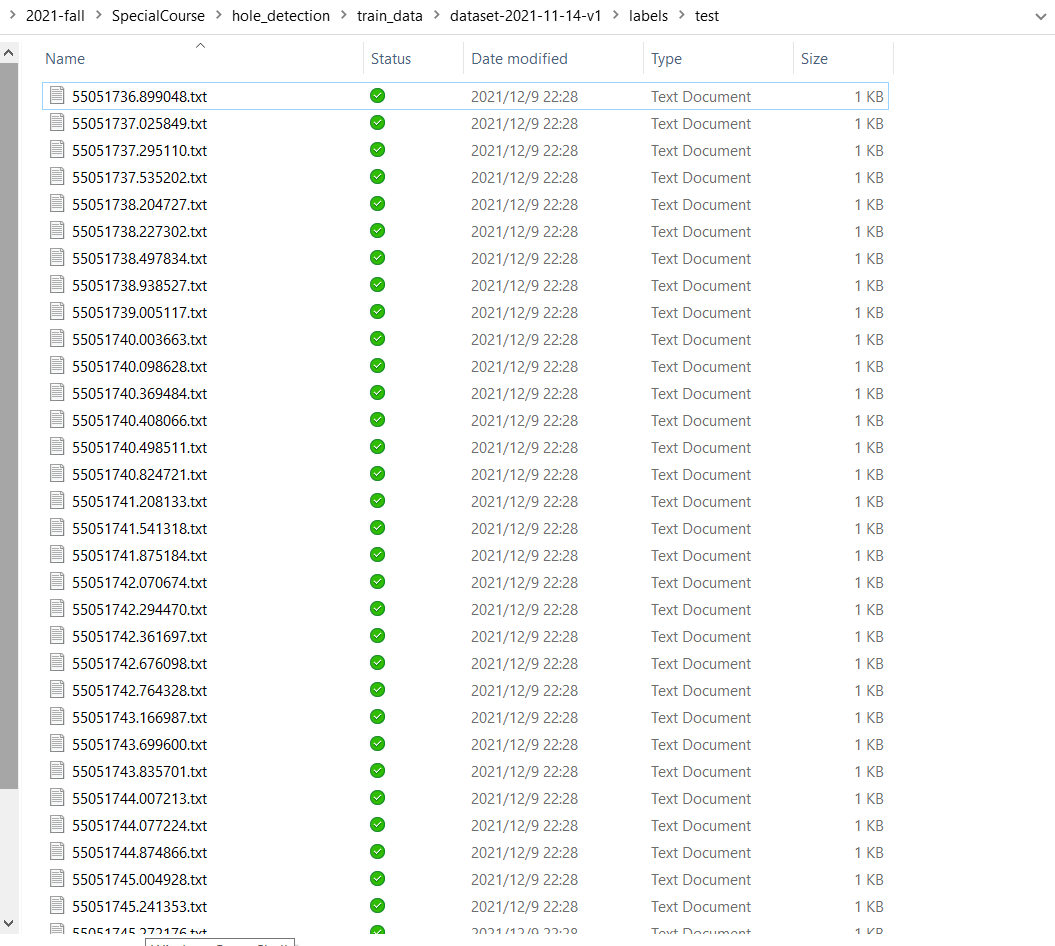 2021-fall > SpecialCourse > hole_detection > train_data > dataset-2021-11-14-v1 > labels > test
Name Status Date modified Type Size
55051736.899048.txt 2021/12/9 22:28 Text Document 1 KB
55051737.025849.txt 2021/12/9 22:28 Text Document 1 KB
55051737.295110.txt 2021/12/9 22:28 Text Document 1 KB
55051737.535202.txt 2021/12/9 22:28 Text Document 1 KB
55051738.204727.txt 2021/12/9 22:28 Text Document 1 KB
55051738.227302.txt 2021/12/9 22:28 Text Document 1 KB
55051738.497834.txt 2021/12/9 22:28 Text Document 1 KB
55051738.938527.txt 2021/12/9 22:28 Text Document 1 KB
55051739.005117.txt 2021/12/9 22:28 Text Document 1 KB
55051740.003663.txt 2021/12/9 22:28 Text Document 1 KB
55051740.098628.txt 2021/12/9 22:28 Text Document 1 KB
55051740.369484.txt 2021/12/9 22:28 Text Document 1 KB
55051740.408066.txt 2021/12/9 22:28 Text Document 1 KB
55051740.498511.txt 2021/12/9 22:28 Text Document 1 KB
55051740.824721.txt 2021/12/9 22:28 Text Document 1 KB
55051741.208133.txt 2021/12/9 22:28 Text Document 1 KB
55051741.541318.txt 2021/12/9 22:28 Text Document 1 KB
55051741.875184.txt 2021/12/9 22:28 Text Document 1 KB
55051742.070674.txt 2021/12/9 22:28 Text Document 1 KB
55051742.294470.txt 2021/12/9 22:28 Text Document 1 KB
55051742.361697.txt 2021/12/9 22:28 Text Document 1 KB
55051742.676098.txt 2021/12/9 22:28 Text Document 1 KB
55051742.764328.txt 2021/12/9 22:28 Text Document 1 KB
55051743.166987.txt 2021/12/9 22:28 Text Document 1 KB
55051743.699600.txt 2021/12/9 22:28 Text Document 1 KB
55051743.835701.txt 2021/12/9 22:28 Text Document 1 KB
55051744.007213.txt 2021/12/9 22:28 Text Document 1 KB
55051744.077224.txt 2021/12/9 22:28 Text Document 1 KB
55051744.874866.txt 2021/12/9 22:28 Text Document 1 KB
55051745.004928.txt 2021/12/9 22:28 Text Document 1 KB
55051745.241353.txt 2021/12/9 22:28 Text Document 1 KB
55051745.272176.txt 2021/12/9 22:28 Text Document 1 KB